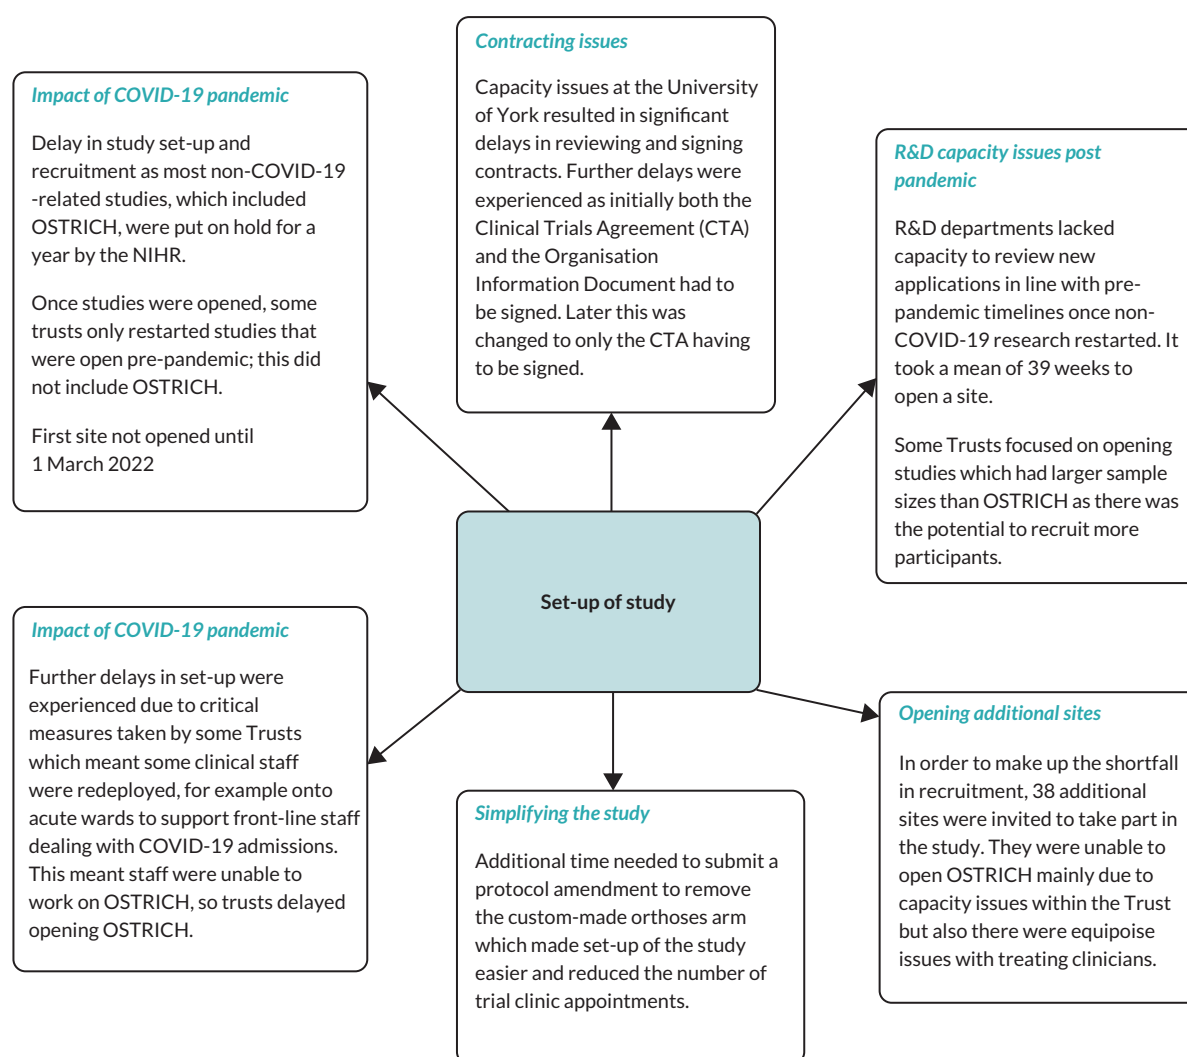 Impact of COVID-19 pandemic
Delay in study set-up and
recruitment as most non-COVID-19
-related studies, which included
OSTRICH, were put on hold for a
year by the NIHR.
Once studies were opened, some
trusts only restarted studies that
were open pre-pandemic; this did
not include OSTRICH.
First site not opened until
1 March 2022
Contracting issues
Capacity issues at the University
of York resulted in significant
delays in reviewing and signing
contracts. Further delays were
experienced as initially both the
Clinical Trials Agreement (CTA)
and the Organisation
Information Document had to
be signed. Later this was
changed to only the CTA having
to be signed.
R&D capacity issues post
pandemic
R&D departments lacked
capacity to review new
applications in line with pre-
pandemic timelines once non-
COVID-19 research restarted. It
took a mean of 39 weeks to
open a site.
Some Trusts focused on opening
studies which had larger sample
sizes than OSTRICH as there was
the potential to recruit more
participants.
Set-up of study
Impact of COVID-19 pandemic
Further delays in set-up were
experienced due to critical
measures taken by some Trusts
which meant some clinical staff
were redeployed, for example onto
acute wards to support front-line staff
dealing with COVID-19 admissions.
This meant staff were unable to
work on OSTRICH, so trusts delayed
opening OSTRICH.
Simplifying the study
Additional time needed to submit a
protocol amendment to remove
the custom-made orthoses arm
which made set-up of the study
easier and reduced the number of
trial clinic appointments.
Opening additional sites
In order to make up the shortfall
in recruitment, 38 additional
sites were invited to take part in
the study. They were unable to
open OSTRICH mainly due to
capacity issues within the Trust
but also there were equipoise
issues with treating clinicians.